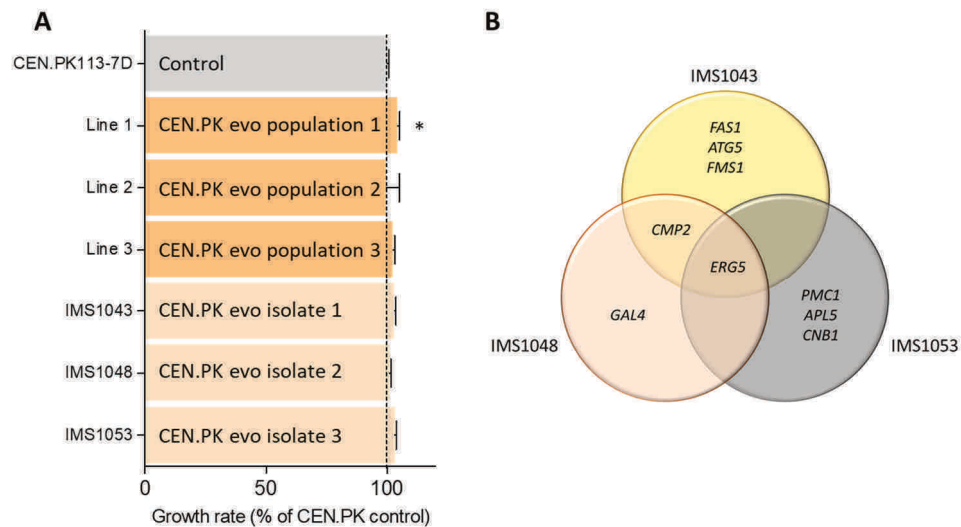 A
CEN.PK113-7D
Control
Line 1
CEN.PK evo population 1
*
Line 2
CEN.PK evo population 2
Line 3
CEN.PK evo population 3
IMS1043
CEN.PK evo isolate 1
IMS1048
CEN.PK evo isolate 2
IMS1053
CEN.PK evo isolate 3
0
50
100
Growth rate (% of CEN.PK control)
B
IMS1043
FAS1
ATG5
FMS1
CMP2
ERG5
GAL4
PMC1
APL5
CNB1
IMS1048
IMS1053